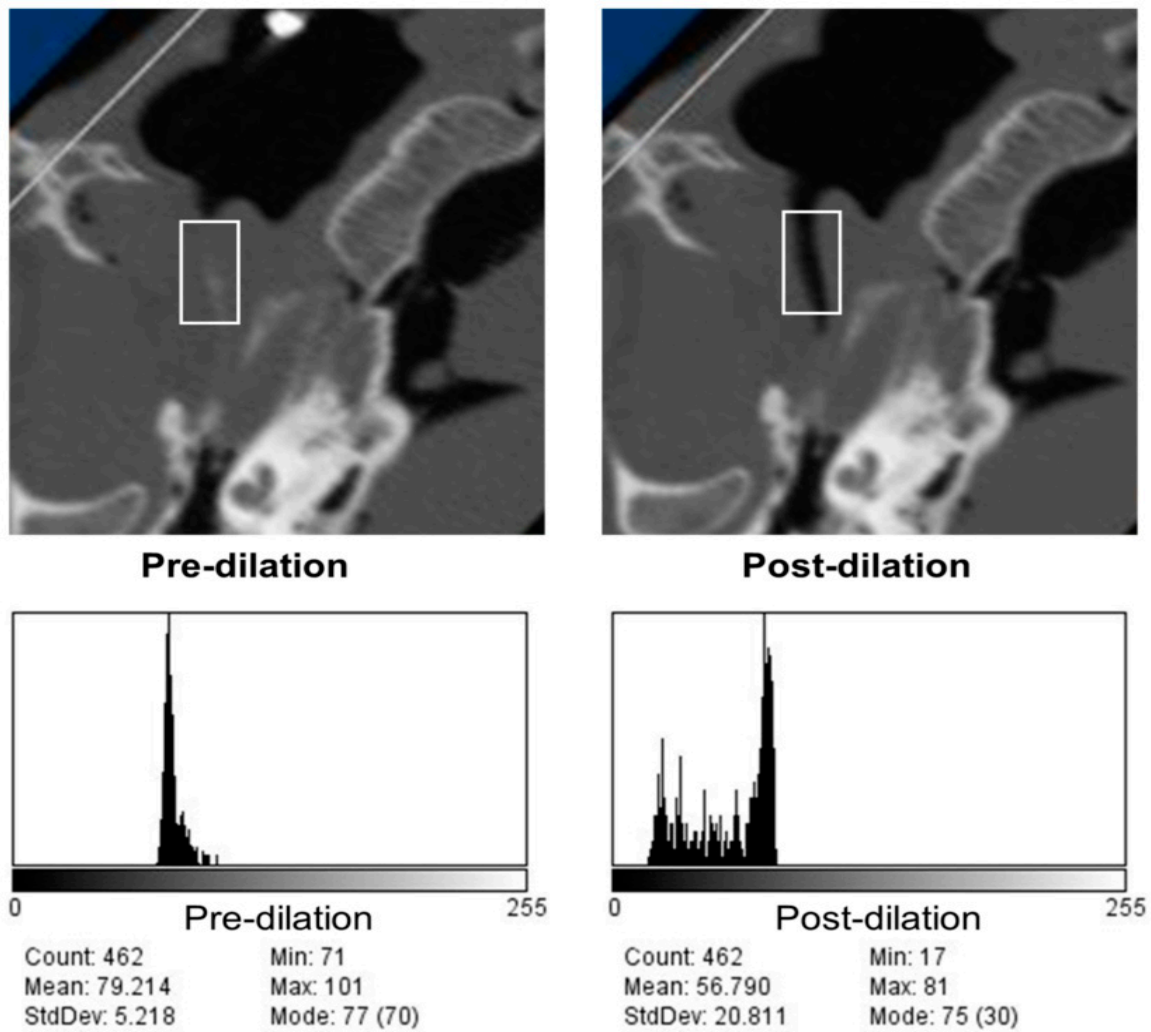 Pre-dilation
Post-dilation
0
255
Pre-dilation
Count: 462
Min: 71
Mean: 79.214
Max: 101
StdDev: 5.218
Mode: 77 (70)
0
255
Post-dilation
Count: 462
Min: 17
Mean: 56.790
Max: 81
StdDev: 20.811
Mode: 75 (30)